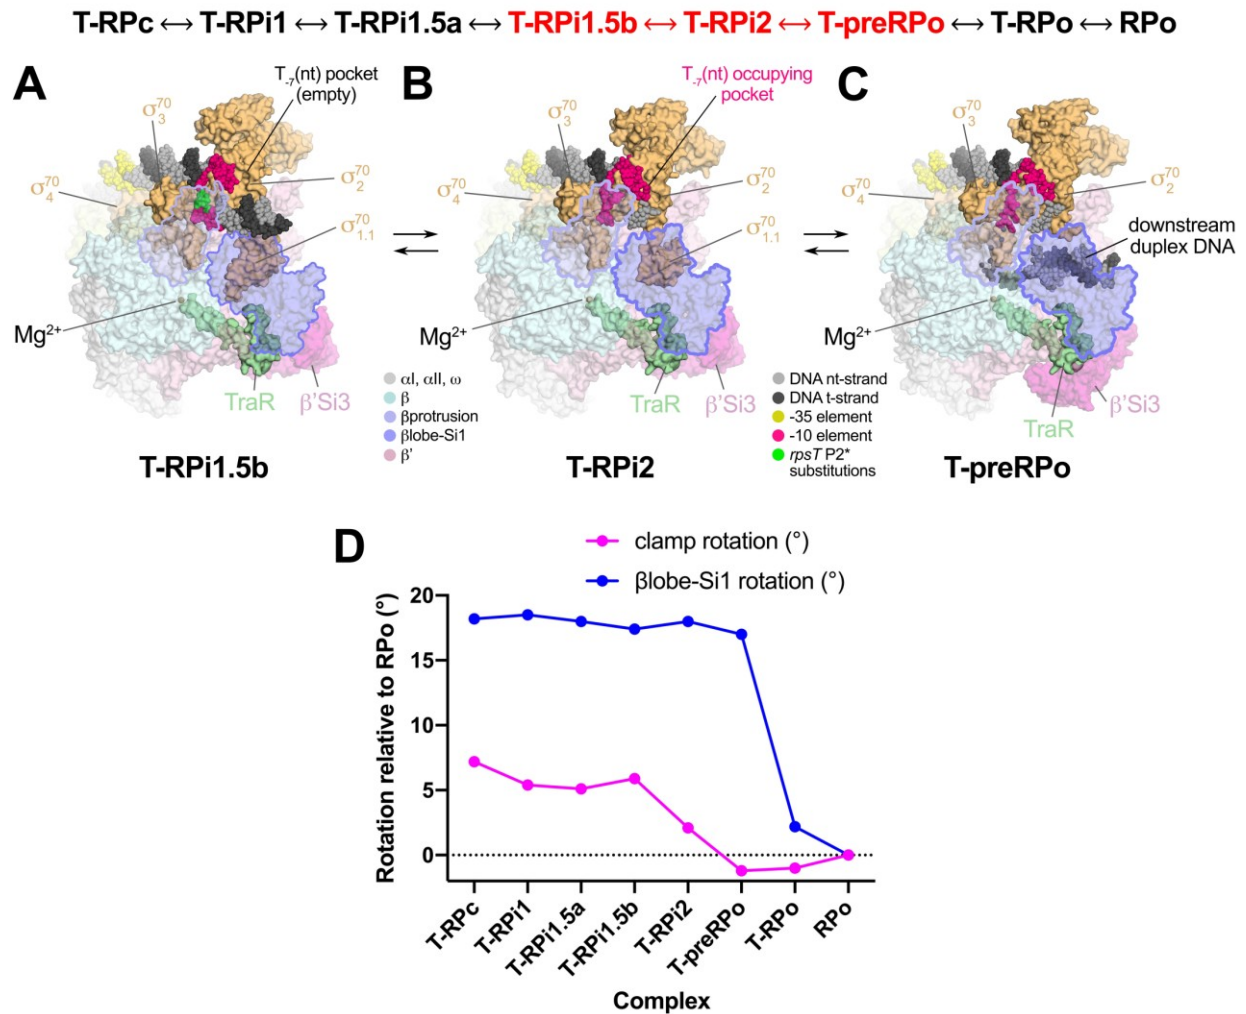 T-RPc ↔ T-RPi1 ↔ T-RPi1.5a ↔ T-RPi1.5b ↔ T-RPi2 ↔ T-preRPo ↔ T-RPo ↔ RPo
A
T-7(nt) pocket
(empty)
σ70 3
σ70 4
σ70 2
σ70 1.1
Mg2+
TraR
β'Si3
T-RPi1.5b
αI, αII, ω
β
βprotrusion
βlobe-Si1
β'
B
T-7(nt) occupying
pocket
σ70 3
σ70 4
σ70 2
σ70 1.1
Mg2+
TraR
β'Si3
T-RPi2
DNA nt-strand
DNA t-strand
-35 element
-10 element
rpsT P2*
substitutions
C
σ70 3
σ70 4
σ70 2
downstream
duplex DNA
Mg2+
TraR
β'Si3
T-preRPo
D
clamp rotation (°)
βlobe-Si1 rotation (°)
Rotation relative to RPo (°)
20
15
10
5
0
T-RPc
T-RPi1
T-RPi1.5a
T-RPi1.5b
T-RPi2
T-preRPo
T-RPo
RPo
Complex